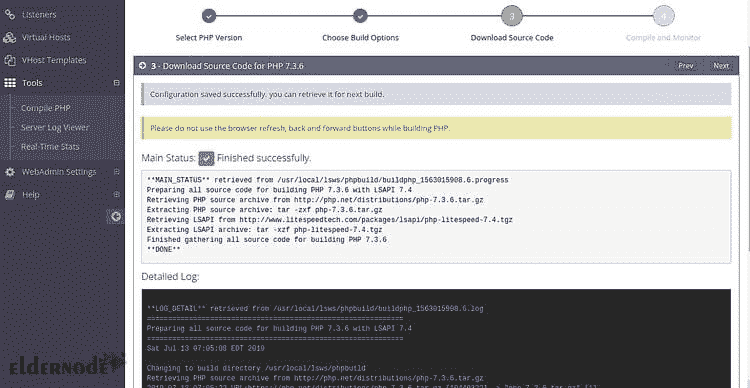 Listeners
Virtual Hosts
VHost Templates
Tools
Compile PHP
Server Log Viewer
Real-Time Stats
WebAdmin Settings
Help
3
4
Select PHP Version
Choose Build Options
Download Source Code
Compile and Monitor
3 - Download Source Code for PHP 7.3.6
Prev
Next
Configuration saved successfully, you can retrieve it for next build.
Please do not use the browser refresh, back and forward buttons while building PHP.
Main Status: Finished successfully.
**MAIN_STATUS** retrieved from /usr/local/lsws/phpbuild/buildphp_1563015908.6.progress
Preparing all source code for building PHP 7.3.6 with LSAPI 7.4
Retrieving PHP source archive from http://php.net/distributions/php-7.3.6.tar.gz
Extracting PHP source archive: tar -zxf php-7.3.6.tar.gz
Retrieving LSAPI from http://www.litespeedtech.com/packages/lsapi/php-litespeed-7.4.tgz
Extracting LSAPI archive: tar -xzf php-litespeed-7.4.tgz
Finished gathering all source code for building PHP 7.3.6
**DONE**
Detailed Log:
**LOG_DETAIL** retrieved from /usr/local/lsws/phpbuild/buildphp_1563015908.6.log
============================================================
Preparing all source code for building PHP 7.3.6 with LSAPI 7.4
============================================================
Sat Jul 13 07:05:08 EDT 2019
Changing to build directory /usr/local/lsws/phpbuild
Retrieving PHP source archive from http://php.net/distributions/php-7.3.6.tar.gz
ELDERNODE